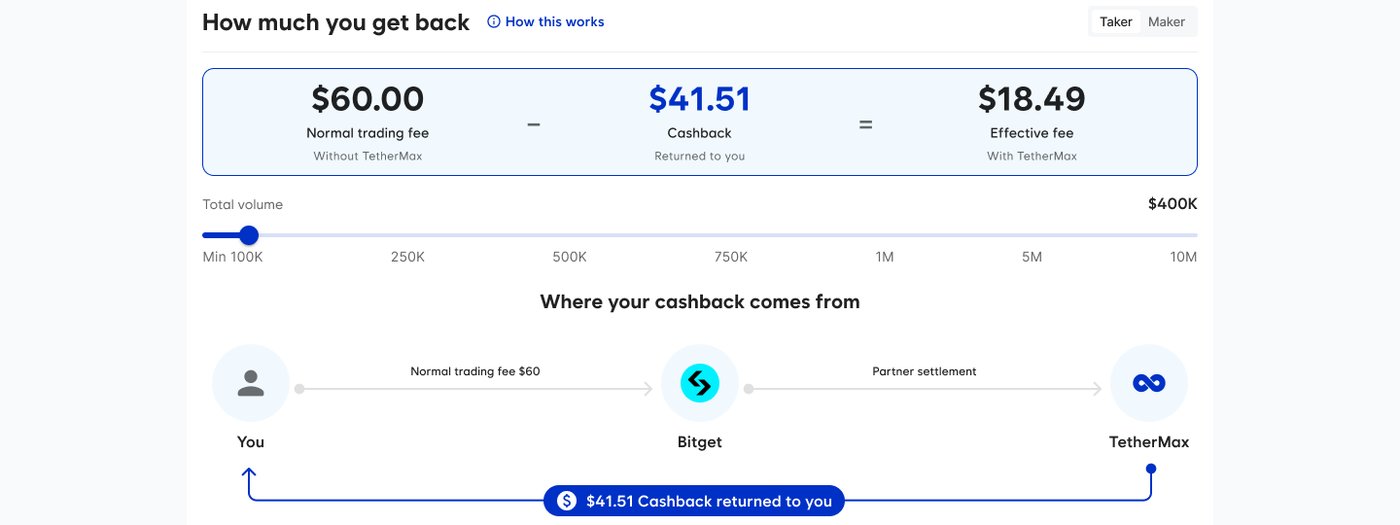 How much you get back How this works Taker Maker
$60.00 − $41.51 = $18.49
Normal trading fee Cashback Effective fee
Without TetherMax Returned to you With TetherMax
Total volume $400K
Min 100K 250K 500K 750K 1M 5M 10M
Where your cashback comes from
Normal trading fee $60 Partner settlement
You Bitget TetherMax
$ $41.51 Cashback returned to you